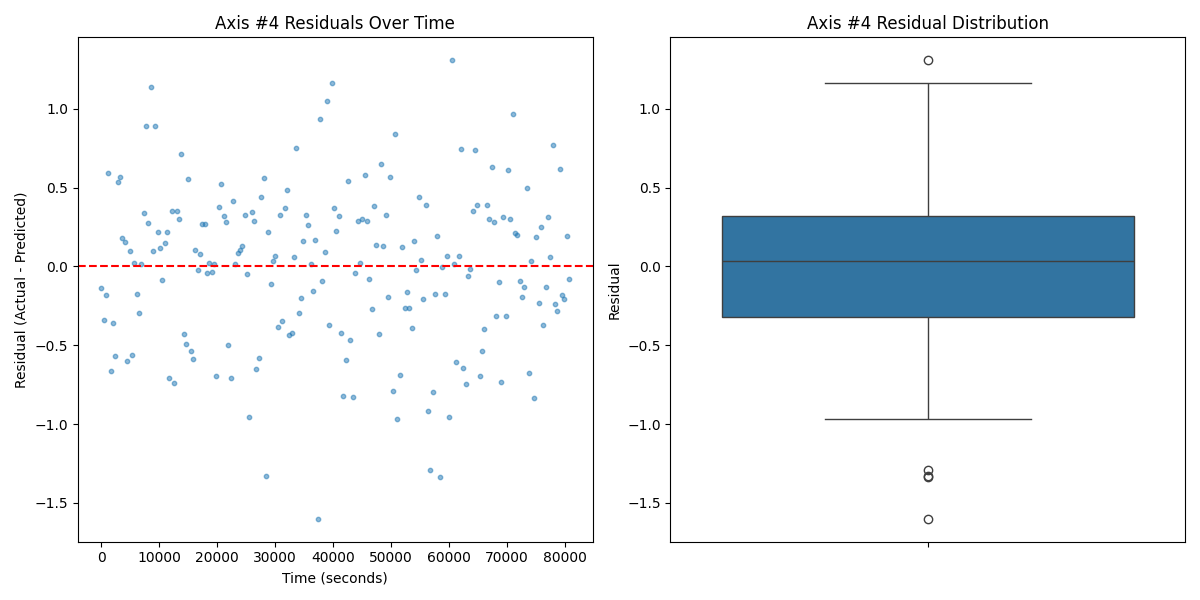 Axis #4 Residuals Over Time
Residual (Actual - Predicted)
1.0
0.5
0.0
−0.5
−1.0
−1.5
0 10000 20000 30000 40000 50000 60000 70000 80000
Time (seconds)
Axis #4 Residual Distribution
Residual
1.0
0.5
0.0
−0.5
−1.0
−1.5